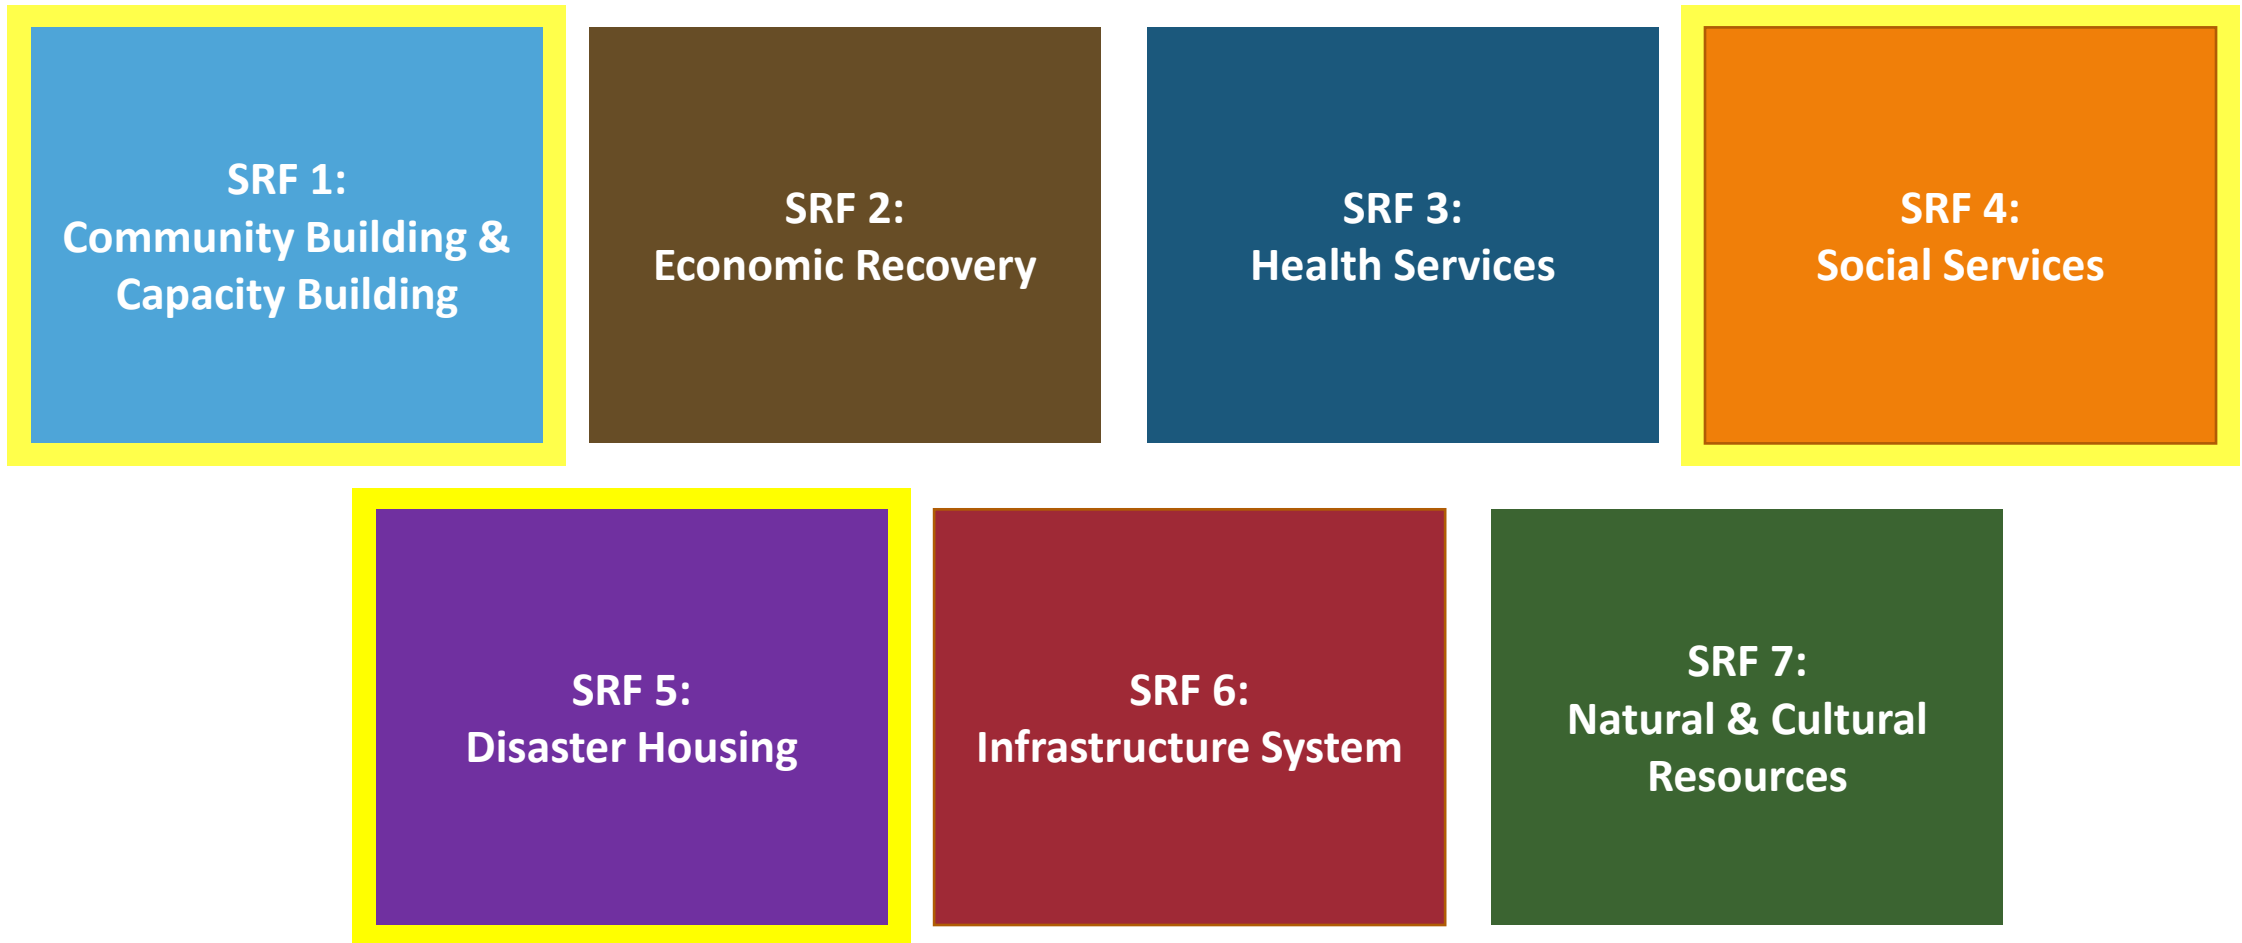 SRF 1:
Community Building &
Capacity Building
SRF 2:
Economic Recovery
SRF 3:
Health Services
SRF 4:
Social Services
SRF 5:
Disaster Housing
SRF 6:
Infrastructure System
SRF 7:
Natural & Cultural
Resources